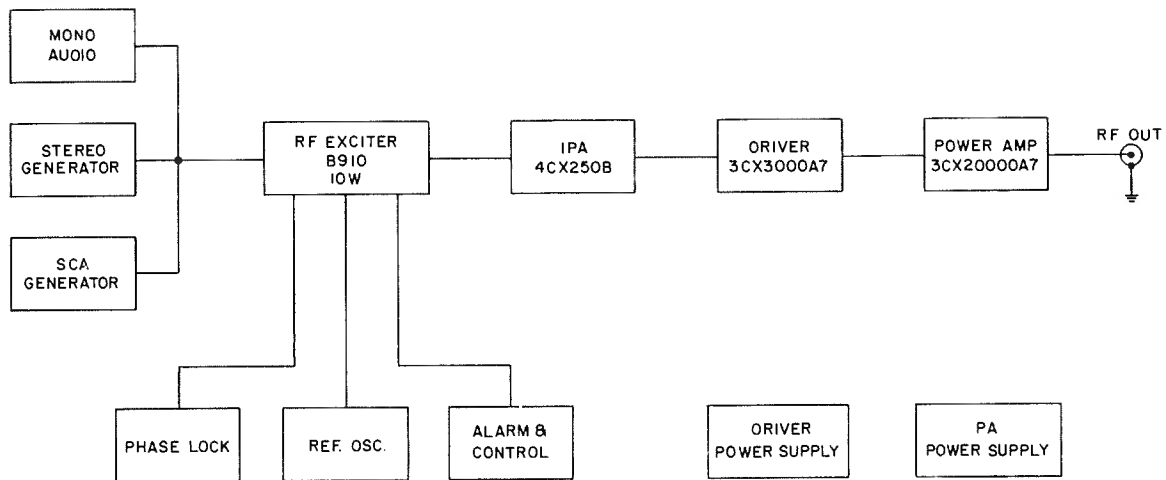 MONO
AUOIO
STEREO
GENERATOR
SCA
GENERATOR
RF EXCITER
B910
10W
IPA
4CX250B
ORIVER
3CX3000A7
POWER AMP
3CX20000A7
RF OUT
PHASE LOCK
REF. OSC.
ALARM &
CONTROL
ORIVER
POWER SUPPLY
PA
POWER SUPPLY